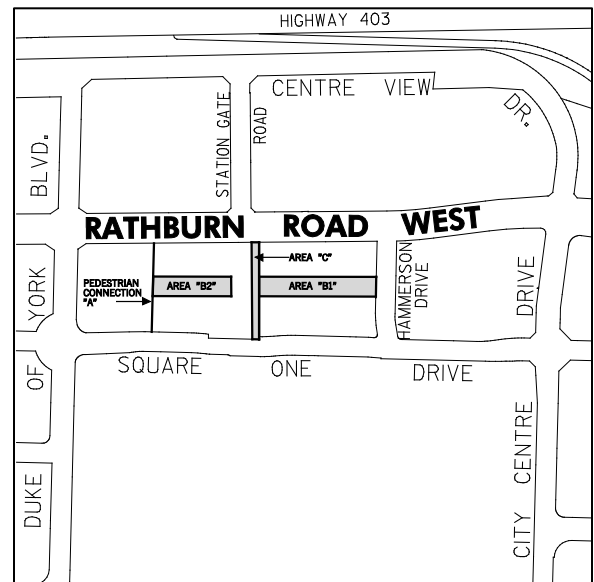 HIGHWAY 403
CENTRE VIEW
DR.
STATION GATE
ROAD
BLVD.
RATHBURN ROAD WEST
AREA "C"
PEDESTRIAN
CONNECTION
"A"
AREA "B2"
AREA "B1"
HAMMERSON
DRIVE
DRIVE
YORK
SQUARE ONE DRIVE
OF
CITY CENTRE
DUKE